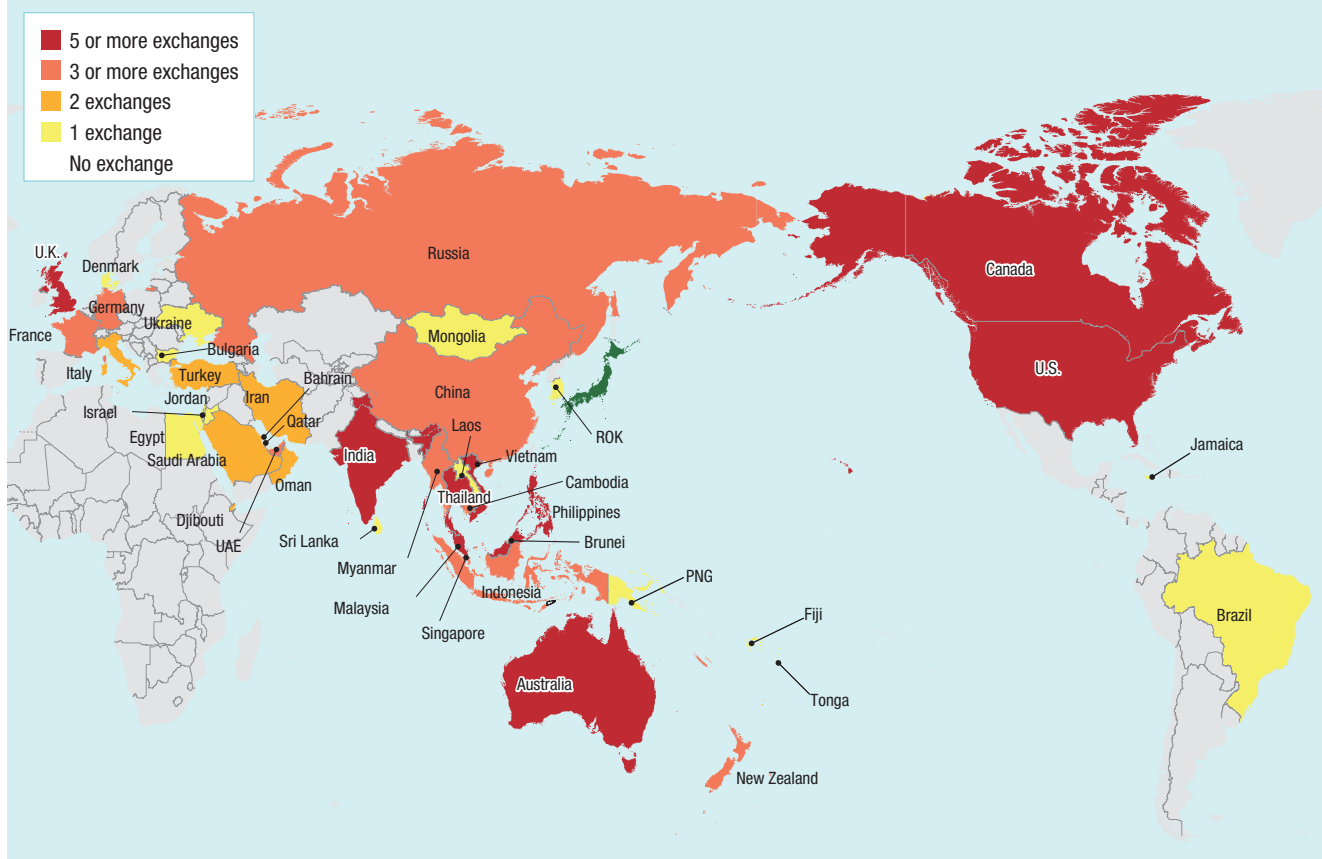 5 or more exchanges
3 or more exchanges
2 exchanges
1 exchange
No exchange
U.K.
Denmark
Germany
France
Ukraine
Bulgaria
Italy
Turkey
Russia
Mongolia
China
Canada
U.S.
Bahrain
Jordan
Iran
Israel
Qatar
Egypt
Saudi Arabia
Oman
Djibouti
UAE
India
Laos
ROK
Vietnam
Thailand
Cambodia
Philippines
Sri Lanka
Brunei
Myanmar
Malaysia
Indonesia
Singapore
PNG
Fiji
Tonga
Australia
New Zealand
Jamaica
Brazil